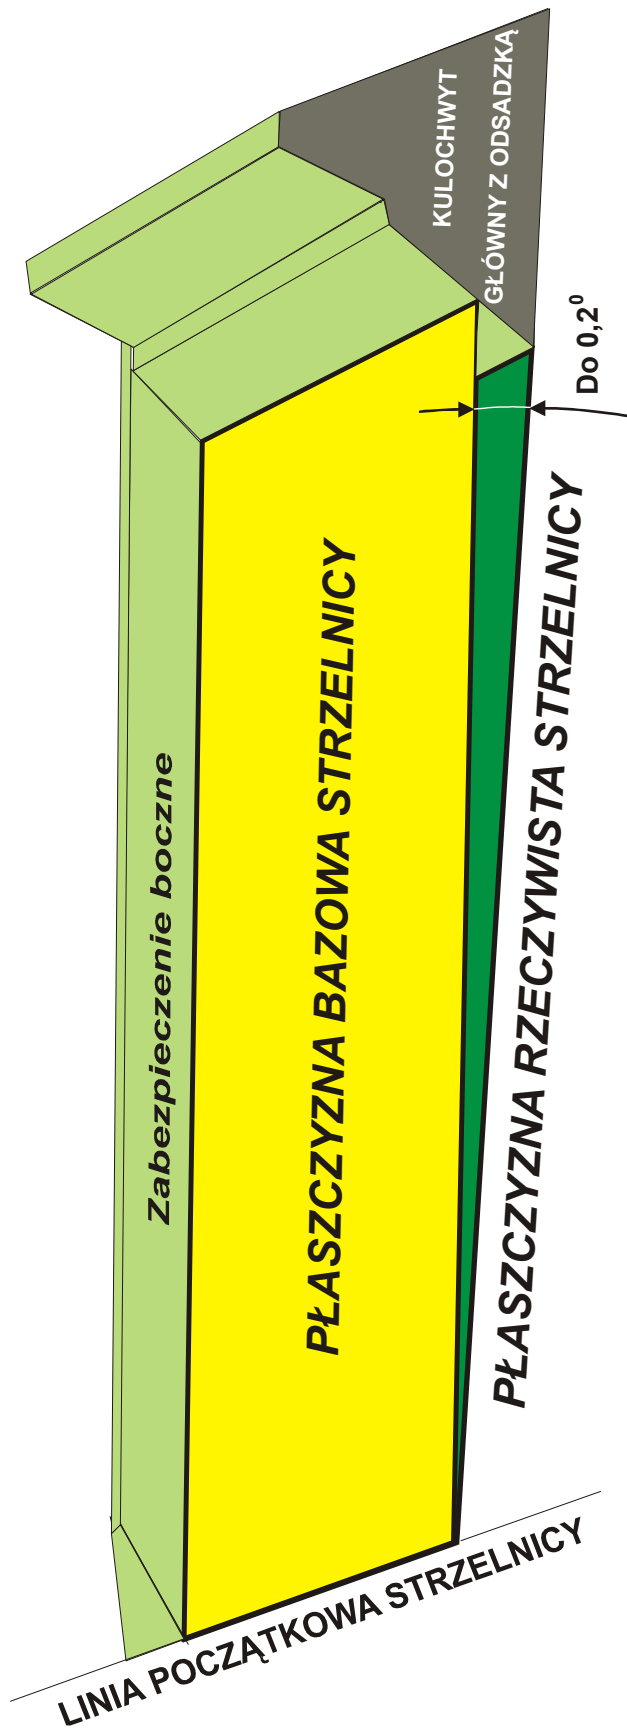 KULOCHWYT
GŁÓWNY Z ODSADZKĄ
Do 0,2⁰
Zabezpieczenie boczne
PŁASZCZYZNA BAZOWA STRZELNICY
PŁASZCZYZNA RZECZYWISTA STRZELNICY
LINIA POCZĄTKOWA STRZELNICY